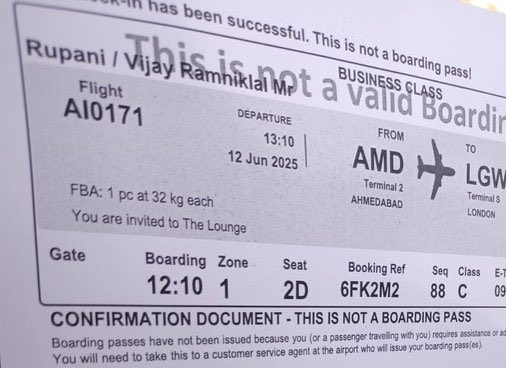 -in has been successful. This is not a boarding pass!
This is not a valid Boardin
Rupani / Vijay Ramniklal Mr
BUSINESS CLASS
Flight
AI0171
DEPARTURE
13:10
12 Jun 2025
FROM
AMD
Terminal 2
AHMEDABAD
TO
LGW
Terminal S
LONDON
FBA: 1 pc at 32 kg each
You are invited to The Lounge
Gate Boarding Zone Seat Booking Ref Seq Class E-T
12:10 1 2D 6FK2M2 88 C 09
CONFIRMATION DOCUMENT - THIS IS NOT A BOARDING PASS
Boarding passes have not been issued because you (or a passenger travelling with you) requires assistance or ad
You will need to take this to a customer service agent at the airport who will issue your boarding pass(es).